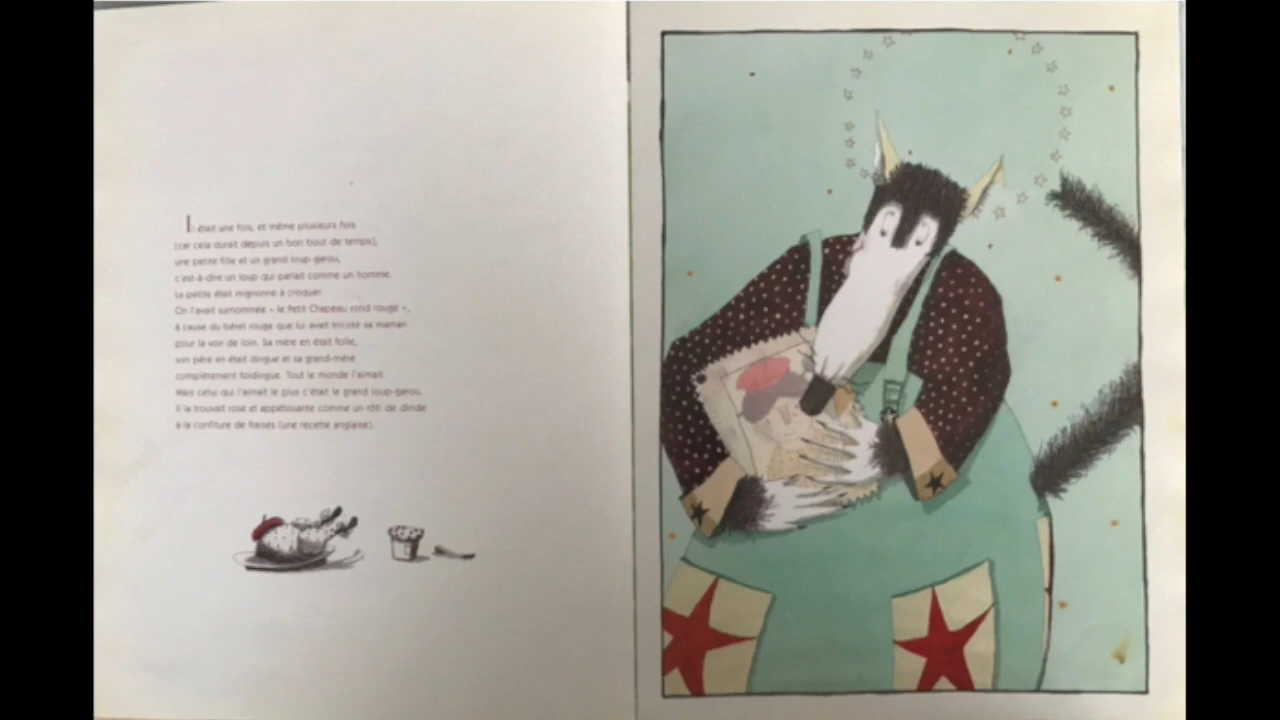 Il était une fois, et même plusieurs fois
(car cela durait depuis un bon bout de temps),
une petite fille et un grand loup-garou,
c'est-à-dire un loup qui parlait comme un homme.
La petite était mignonne à croquer.
On l'avait surnommée « le Petit Chapeau rond rouge »,
à cause du béret rouge que lui avait tricoté sa maman
pour la voir de loin. Sa mère en était folle,
son père en était dingue et sa grand-mère
complètement foldingue. Tout le monde l'aimait.
Mais celui qui l'aimait le plus c'était le grand loup-garou.
Il la trouvait rose et appétissante comme un rôti de dinde
à la confiture de fraises (une recette anglaise).